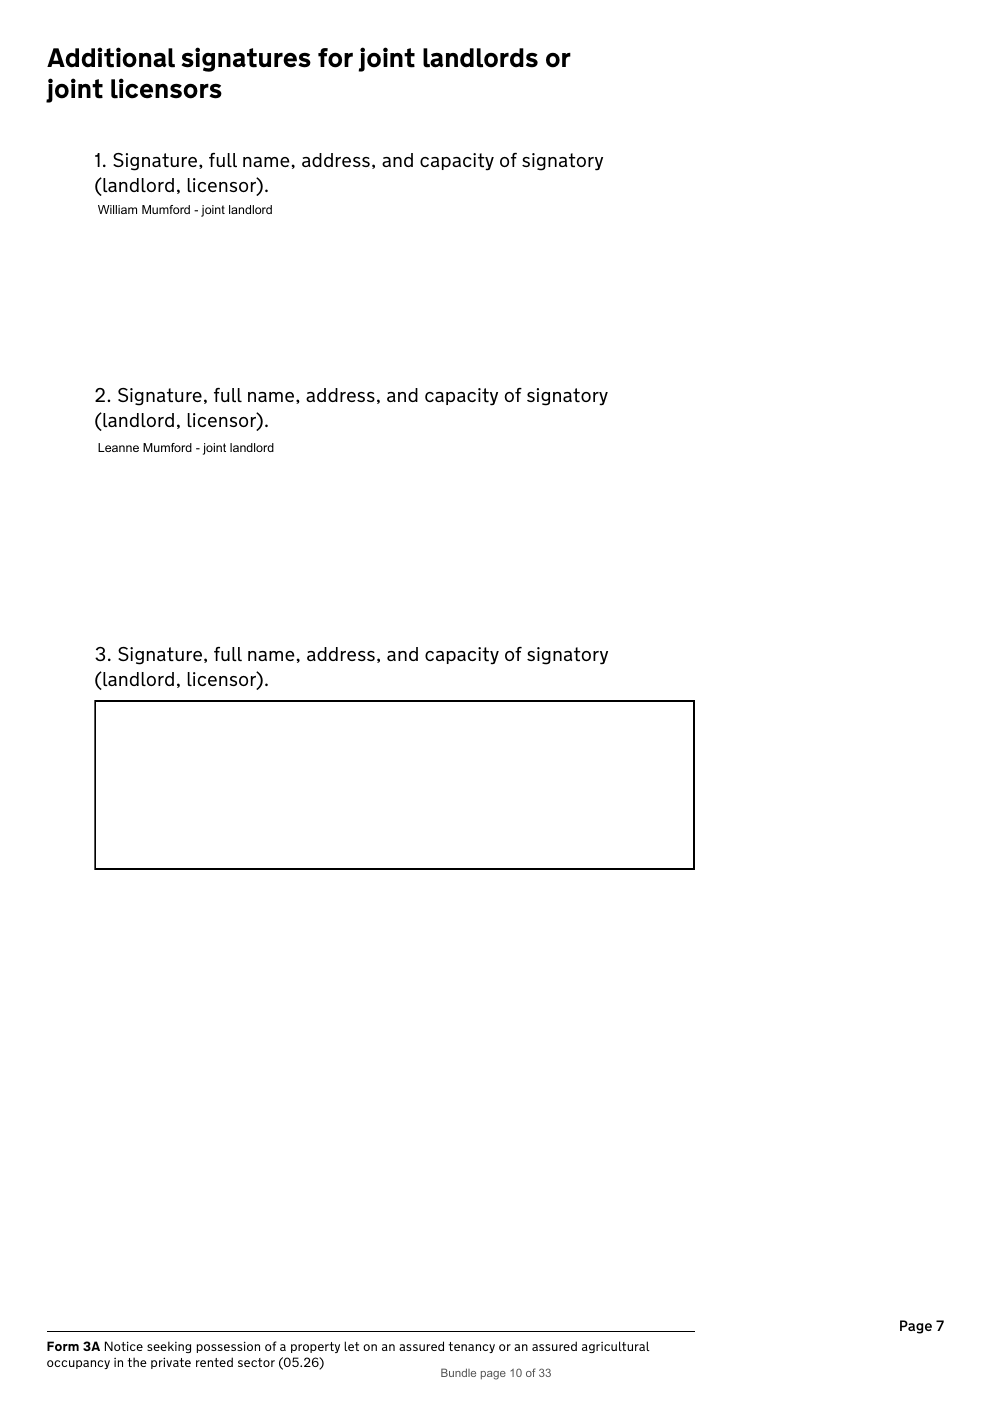 Additional signatures for joint landlords or
joint licensors
1. Signature, full name, address, and capacity of signatory
(landlord, licensor).
William Mumford - joint landlord
2. Signature, full name, address, and capacity of signatory
(landlord, licensor).
Leanne Mumford - joint landlord
3. Signature, full name, address, and capacity of signatory
(landlord, licensor).
Page 7
Form 3A Notice seeking possession of a property let on an assured tenancy or an assured agricultural
occupancy in the private rented sector (05.26)
Bundle page 10 of 33